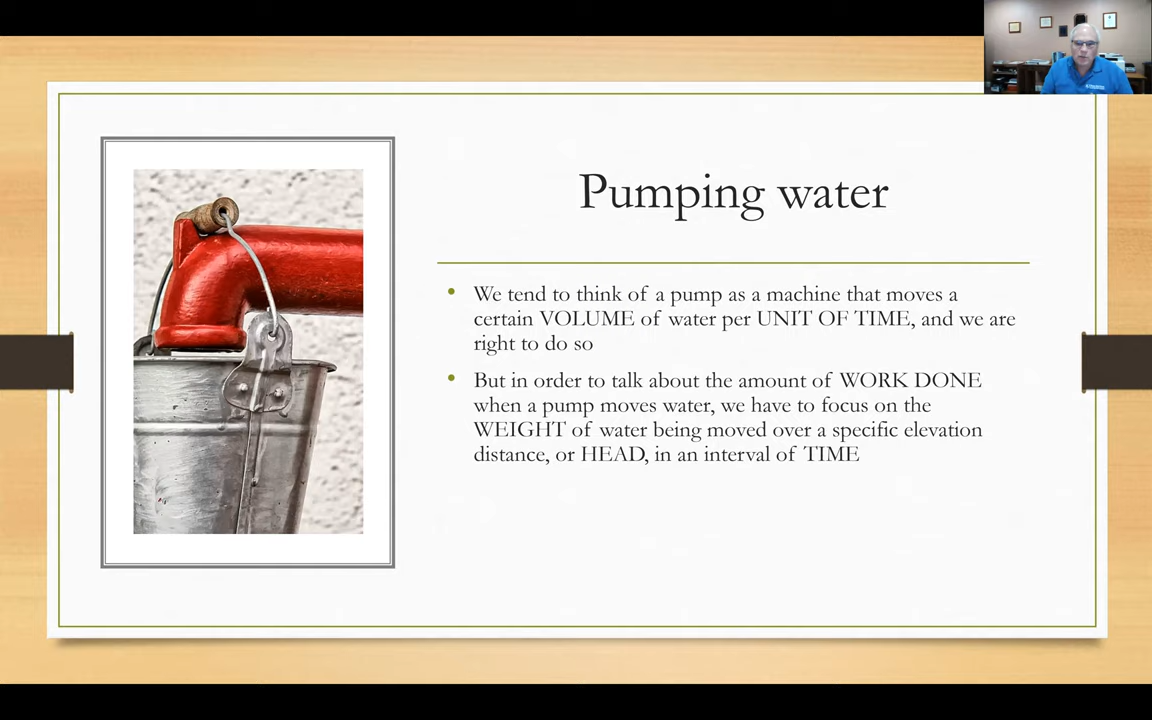 Pumping water
• We tend to think of a pump as a machine that moves a
certain VOLUME of water per UNIT OF TIME, and we are
right to do so
• But in order to talk about the amount of WORK DONE
when a pump moves water, we have to focus on the
WEIGHT of water being moved over a specific elevation
distance, or HEAD, in an interval of TIME